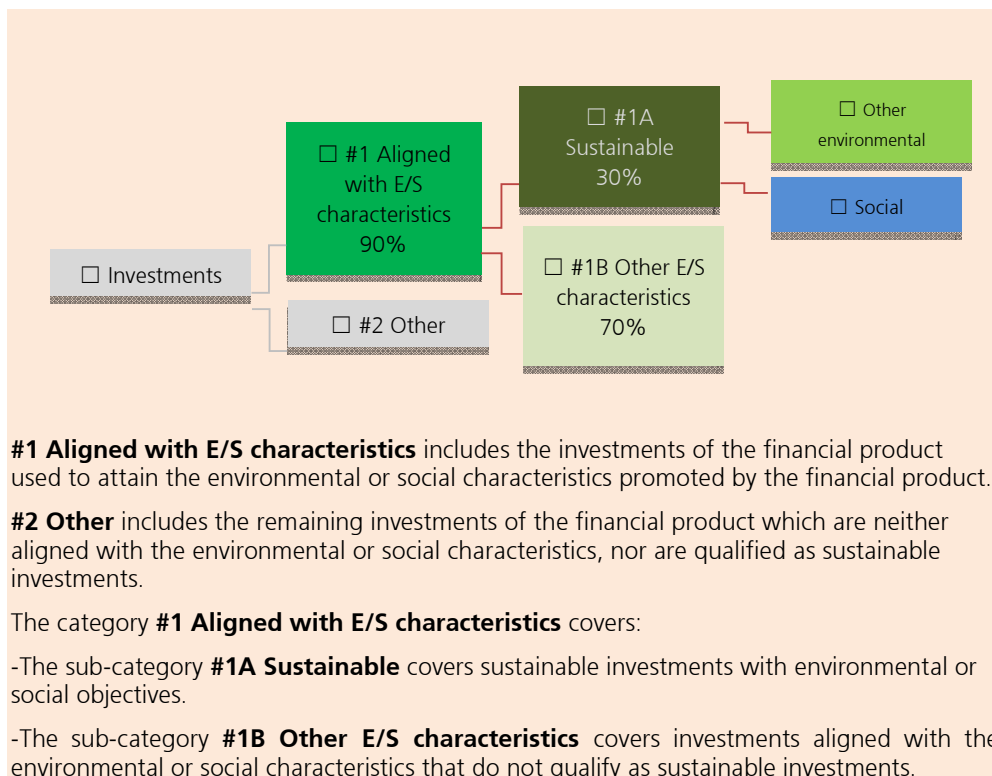 ☐ Investments
☐ #1 Aligned
with E/S
characteristics
90%
☐ #2 Other
☐ #1A
Sustainable
30%
☐ #1B Other E/S
characteristics
70%
☐ Other
environmental
☐ Social
#1 Aligned with E/S characteristics includes the investments of the financial product
used to attain the environmental or social characteristics promoted by the financial product.
#2 Other includes the remaining investments of the financial product which are neither
aligned with the environmental or social characteristics, nor are qualified as sustainable
investments.
The category #1 Aligned with E/S characteristics covers:
-The sub-category #1A Sustainable covers sustainable investments with environmental or
social objectives.
-The sub-category #1B Other E/S characteristics covers investments aligned with the
environmental or social characteristics that do not qualify as sustainable investments.